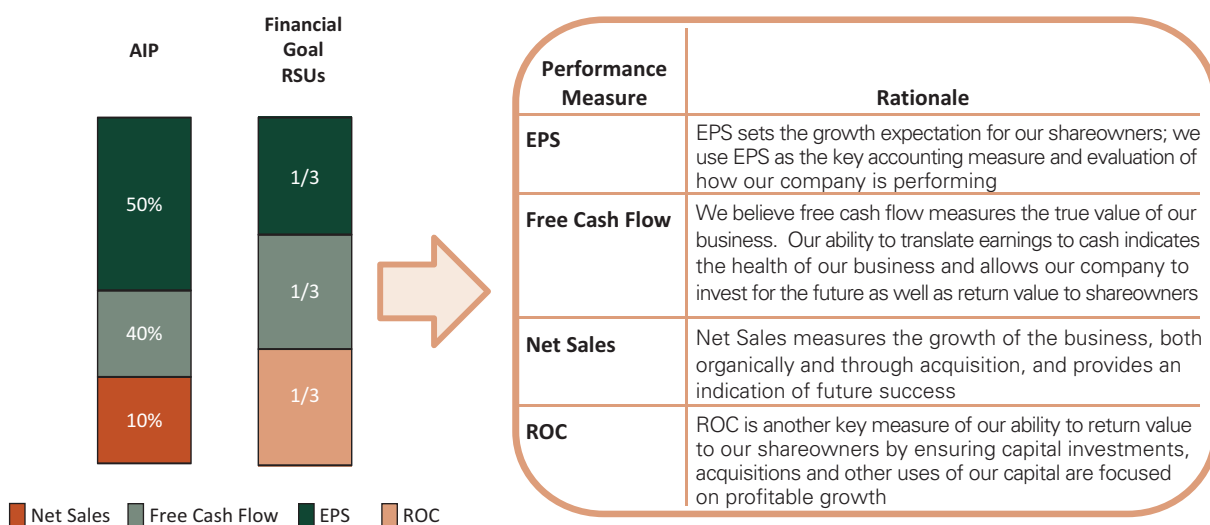 AIP
Financial
Goal
RSUs
50%
40%
10%
1/3
1/3
1/3
Net Sales
Free Cash Flow
EPS
ROC
Performance
Measure
Rationale
EPS
EPS sets the growth expectation for our shareowners; we
use EPS as the key accounting measure and evaluation of
how our company is performing
Free Cash Flow
We believe free cash flow measures the true value of our
business. Our ability to translate earnings to cash indicates
the health of our business and allows our company to
invest for the future as well as return value to shareowners
Net Sales
Net Sales measures the growth of the business, both
organically and through acquisition, and provides an
indication of future success
ROC
ROC is another key measure of our ability to return value
to our shareowners by ensuring capital investments,
acquisitions and other uses of our capital are focused
on profitable growth